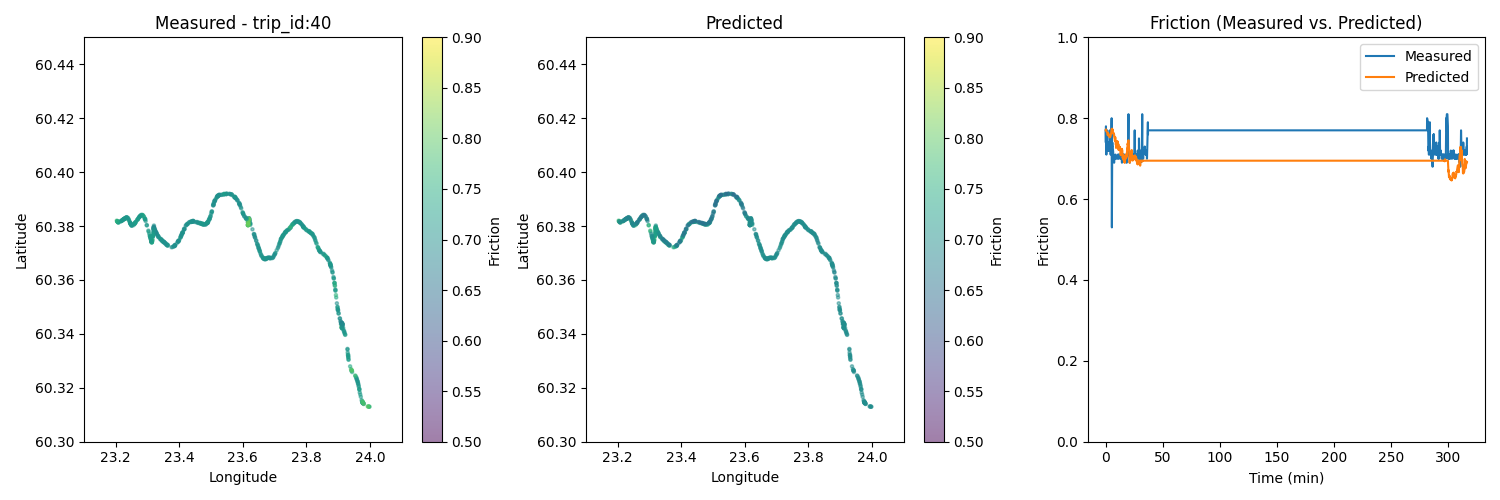 Measured - trip_id:40
60.44
60.42
60.40
60.38
60.36
60.34
60.32
60.30
Latitude
23.2 23.4 23.6 23.8 24.0
Longitude
0.90
0.85
0.80
0.75
0.70
0.65
0.60
0.55
0.50
Friction
Predicted
60.44
60.42
60.40
60.38
60.36
60.34
60.32
60.30
Latitude
23.2 23.4 23.6 23.8 24.0
Longitude
0.90
0.85
0.80
0.75
0.70
0.65
0.60
0.55
0.50
Friction
Friction (Measured vs. Predicted)
Measured
Predicted
1.0
0.8
0.6
0.4
0.2
0.0
Friction
0 50 100 150 200 250 300
Time (min)